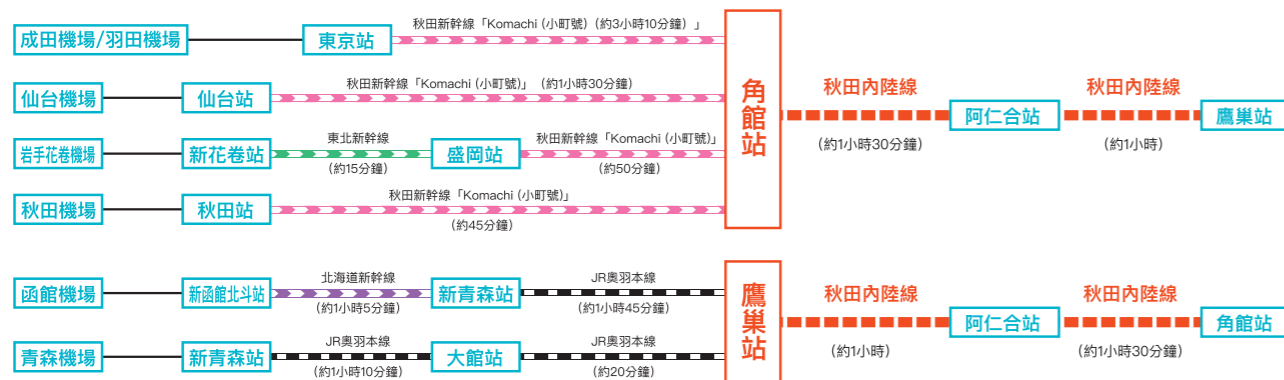 秋田新幹線「Komachi (小町號)（約3小時10分鐘）」
成田機場/羽田機場
東京站
秋田新幹線「Komachi (小町號)」（約1小時30分鐘）
仙台機場
仙台站
東北新幹線
秋田新幹線「Komachi (小町號)」
岩手花卷機場
新花卷站
盛岡站
(約15分鐘)
(約50分鐘)
秋田新幹線「Komachi (小町號)」
秋田機場
秋田站
(約45分鐘)
角館站
秋田內陸線
(約1小時30分鐘)
阿仁合站
秋田內陸線
(約1小時)
鷹巢站
北海道新幹線
JR奧羽本線
函館機場
新函館北斗站
新青森站
(約1小時5分鐘)
(約1小時45分鐘)
JR奧羽本線
JR奧羽本線
青森機場
新青森站
大館站
(約1小時10分鐘)
(約20分鐘)
鷹巢站
秋田內陸線
(約1小時)
阿仁合站
秋田內陸線
(約1小時30分鐘)
角館站